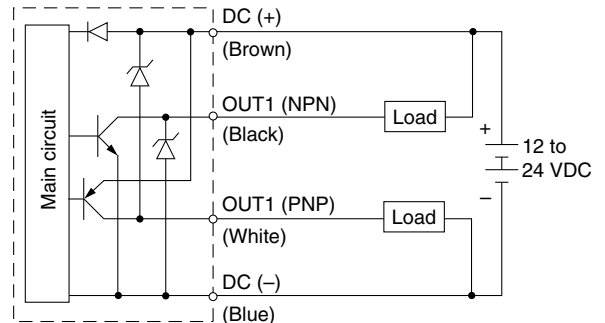 DC (+)
(Brown)
OUT1 (NPN)
(Black)
Load
Main circuit
+
12 to
24 VDC
–
OUT1 (PNP)
(White)
Load
DC (–)
(Blue)